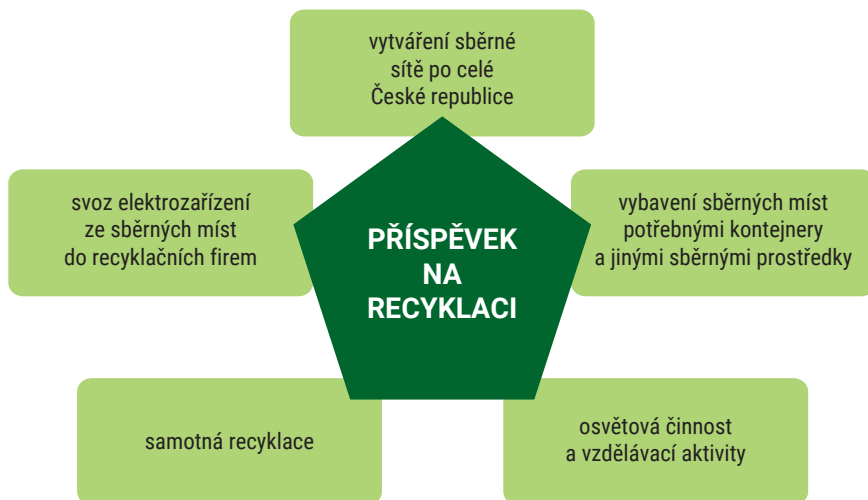 vytváření sběrné
sítě po celé
České republice
svoz elektrozařízení
ze sběrných míst
do recyklačních firem
PŘÍSPĚVEK
NA
RECYKLACI
vybavení sběrných míst
potřebnými kontejnery
a jinými sběrnými prostředky
samotná recyklace
osvětová činnost
a vzdělávací aktivity